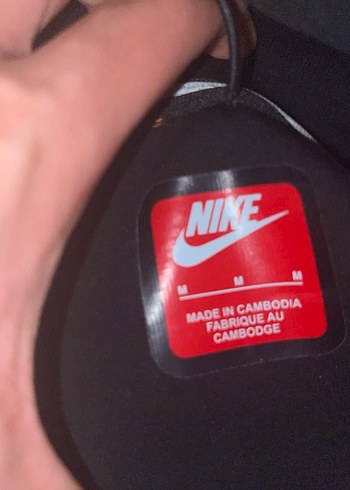 NIKE
M M M
MADE IN CAMBODIA
FABRIQUE AU
CAMBODGE